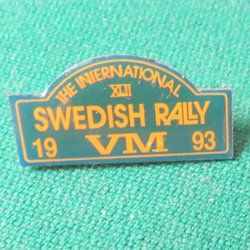 THE INTERNATIONAL
XLII
SWEDISH RALLY
19 VM 93